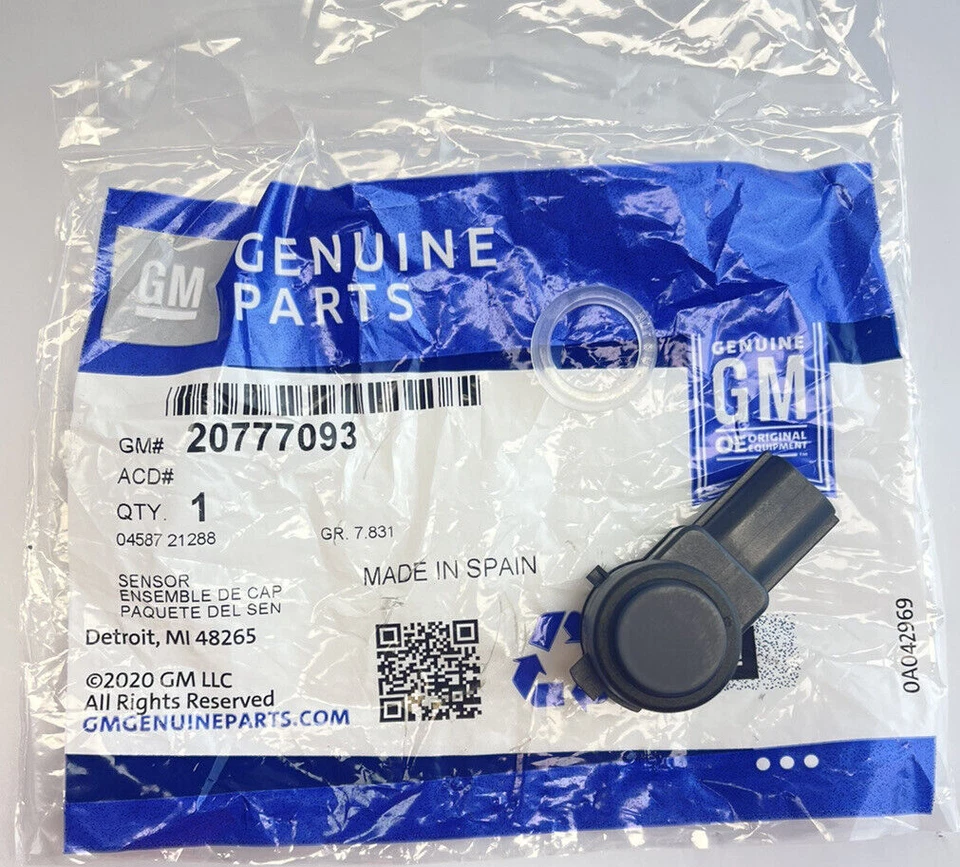 GM
GENUINE
PARTS
GENUINE
GM
OE ORIGINAL
EQUIPMENT™
GM# 20777093
ACD#
QTY. 1
04587 21288
GR. 7.831
MADE IN SPAIN
SENSOR
ENSEMBLE DE CAP
PAQUETE DEL SEN
Detroit, MI 48265
©2020 GM LLC
All Rights Reserved
GMGENUINEPARTS.COM
0A042969